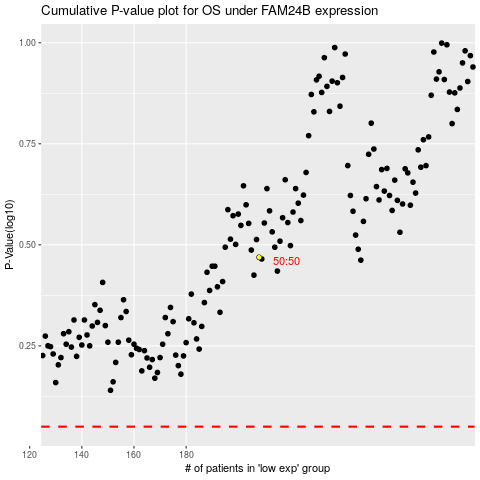 Cumulative P-value plot for OS under FAM24B expression
1.00
0.75
0.50
0.25
P-Value(log10)
50:50
120 140 160 180
# of patients in 'low exp' group